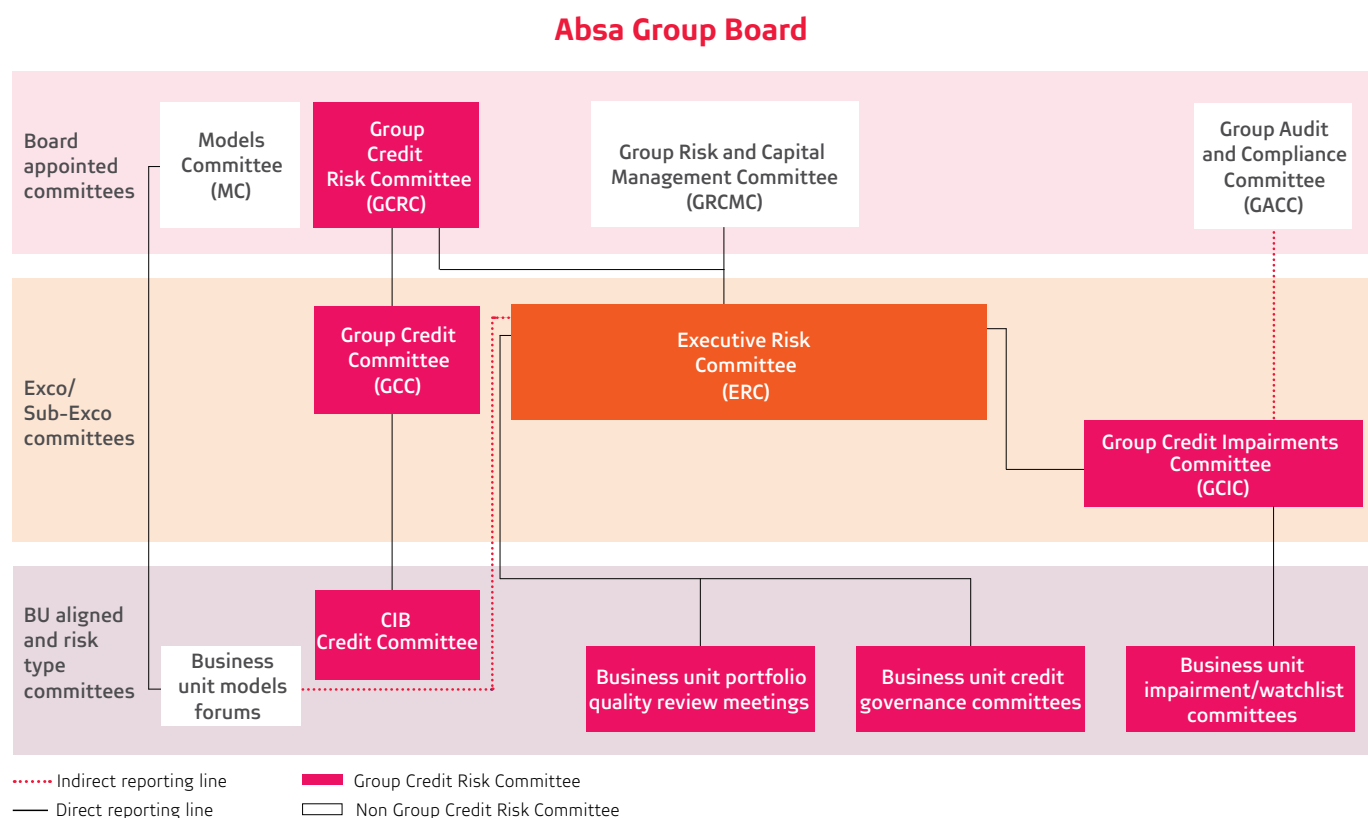 Absa Group Board
Board
appointed
committees
Models
Committee
(MC)
Group
Credit
Risk Committee
(GCRC)
Group Risk and Capital
Management Committee
(GRCMC)
Group Audit
and Compliance
Committee
(GACC)
Exco/
Sub-Exco
committees
Group Credit
Committee
(GCC)
Executive Risk
Committee
(ERC)
Group Credit Impairments
Committee
(GCIC)
BU aligned
and risk
type
committees
Business
unit models
forums
CIB
Credit Committee
Business unit portfolio
quality review meetings
Business unit credit
governance committees
Business unit
impairment/watchlist
committees
Indirect reporting line
Group Credit Risk Committee
Direct reporting line
Non Group Credit Risk Committee